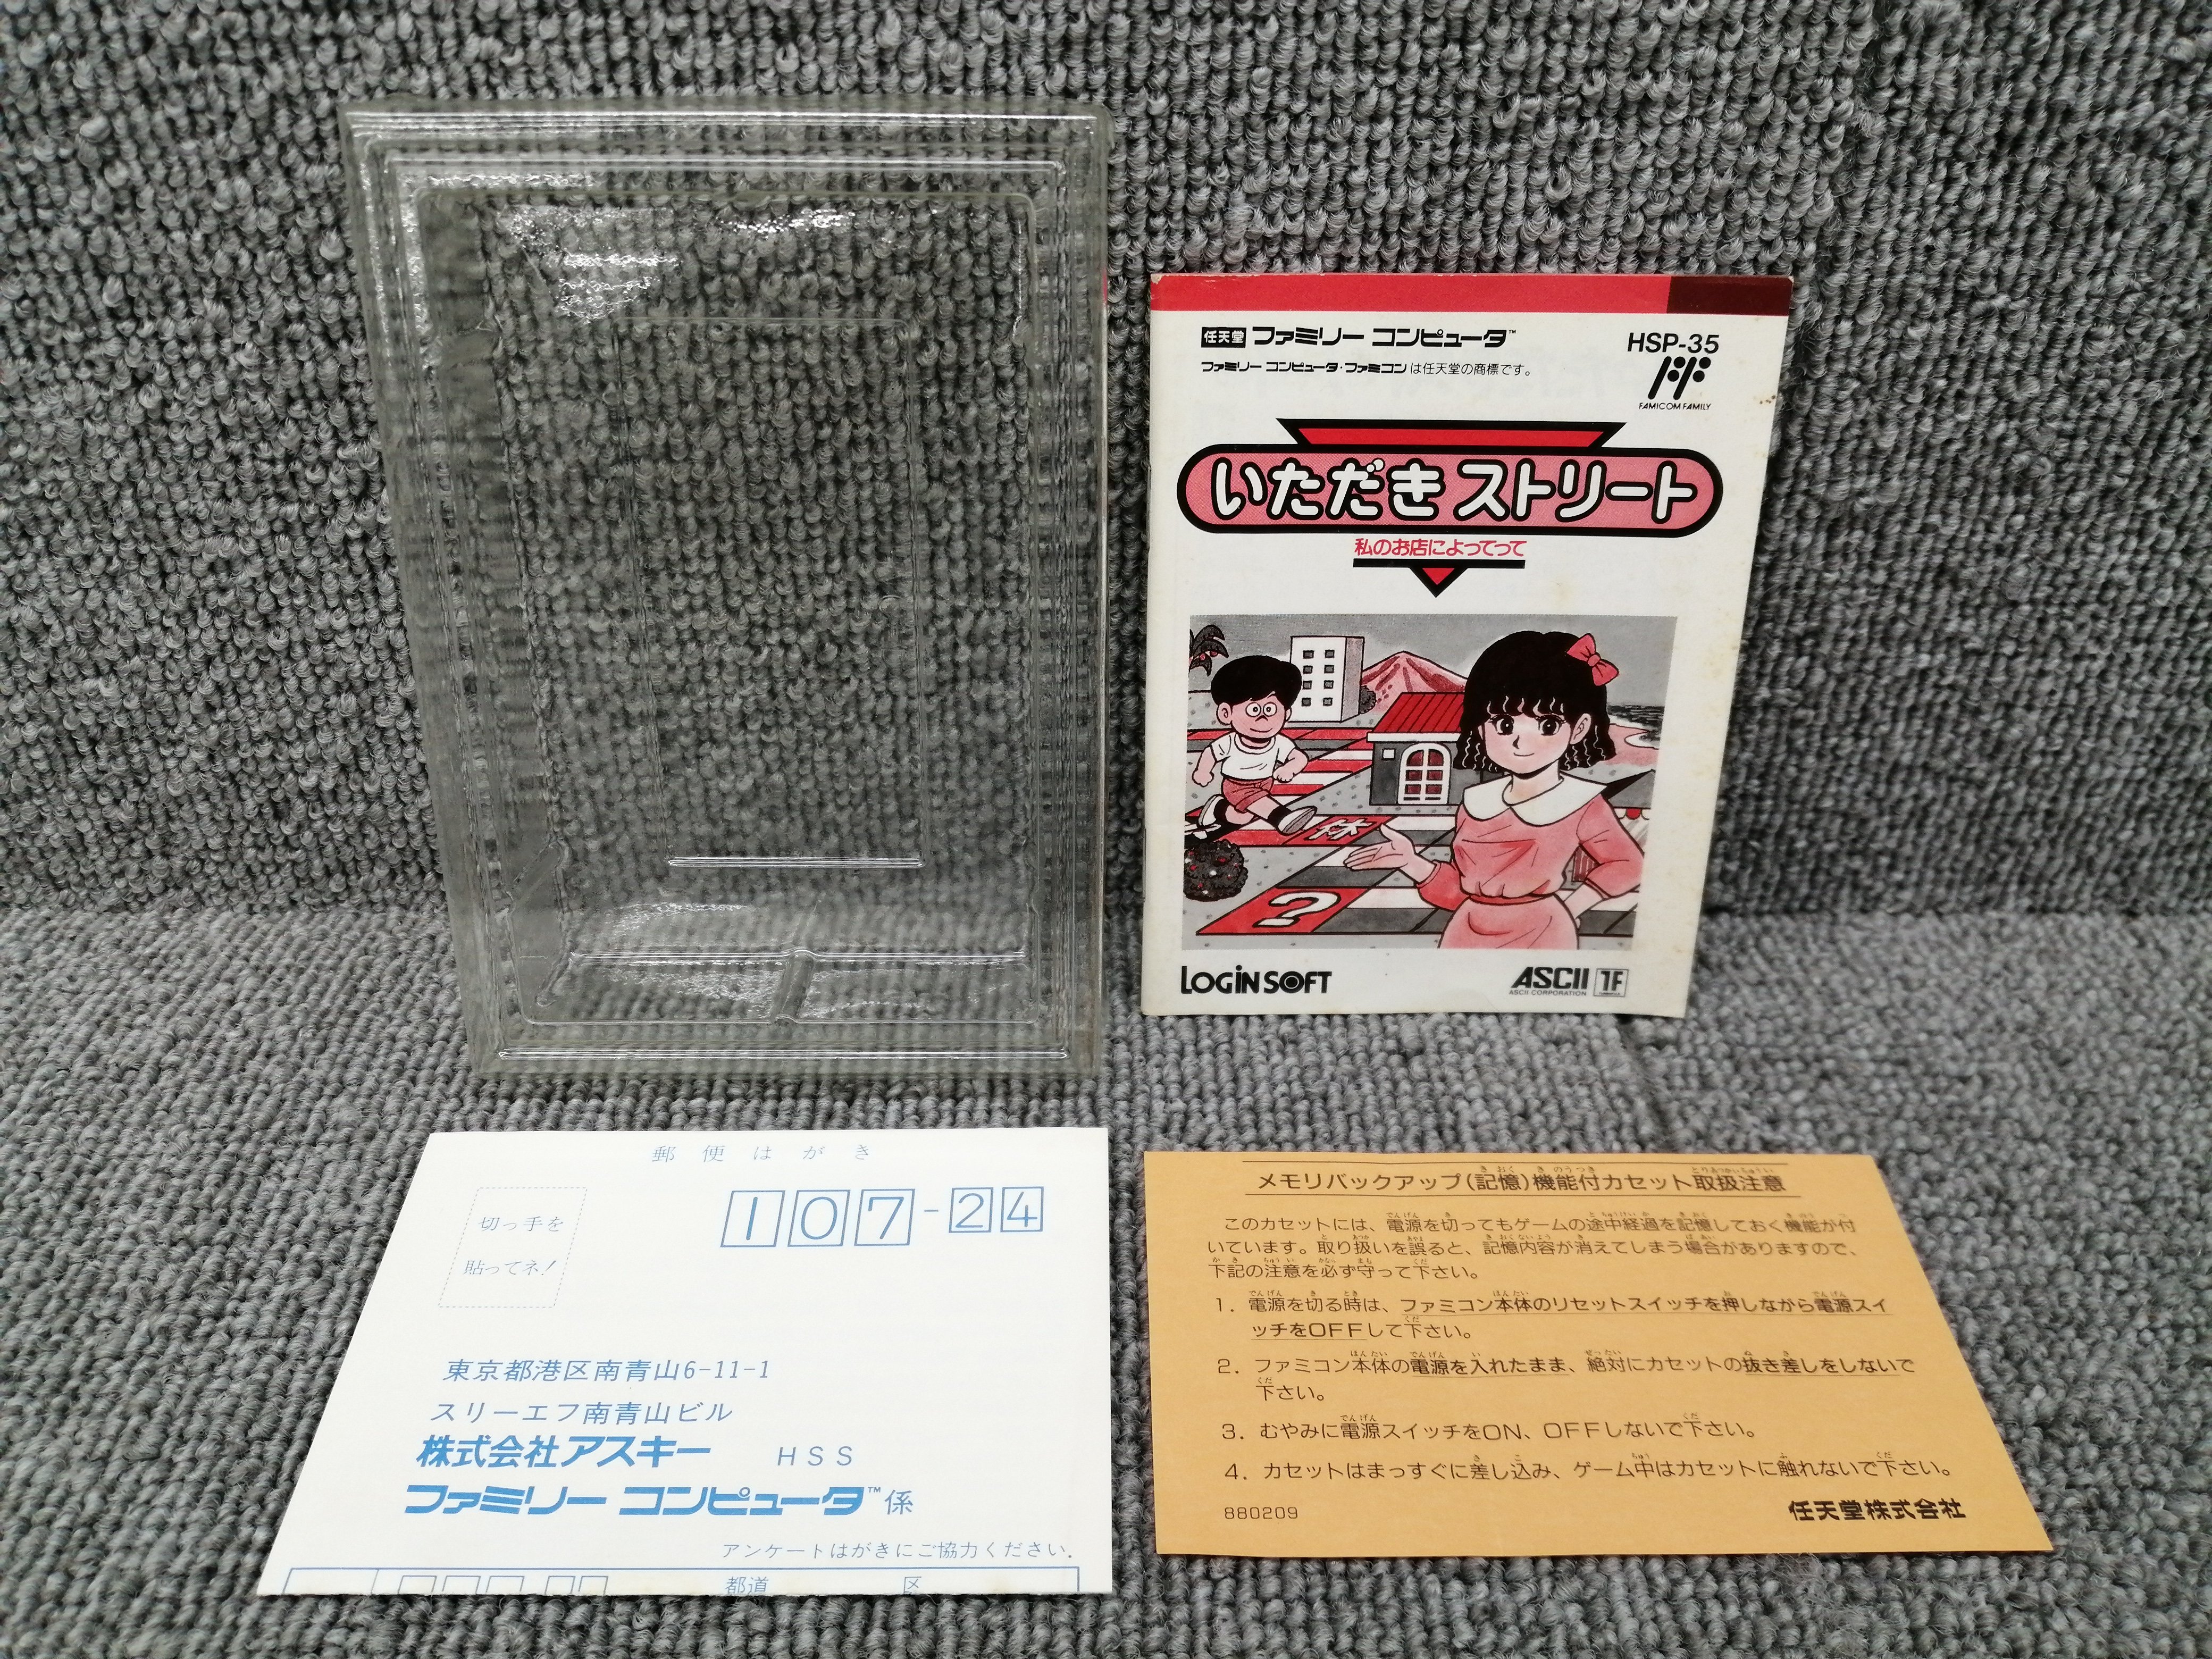 任天堂 ファミリー コンピュータ™
ファミリー コンピュータ・ファミコン は任天堂の商標です。
HSP-35
FAMICOM FAMILY
いただきストリート
私のお店によってって
休
?
LOGiN SOFT
ASCII
ASCII CORPORATION
郵便はがき
切っ手を
貼ってネ!
107-24
東京都港区南青山6-11-1
スリーエフ南青山ビル
株式会社アスキー HSS
ファミリー コンピュータ™係
アンケートはがきにご協力ください.
都道 区
メモリバックアップ(記憶)機能付カセット取扱注意
このカセットには、電源を切ってもゲームの途中経過を記憶しておく機能が付
いています。取り扱いを誤ると、記憶内容が消えてしまう場合がありますので、
下記の注意を必ず守って下さい。
1. 電源を切る時は、ファミコン本体のリセットスイッチを押しながら電源スイ
ッチをOFFして下さい。
2. ファミコン本体の電源を入れたまま、絶対にカセットの抜き差しをしないで
下さい。
3. むやみに電源スイッチをON、OFFしないで下さい。
4. カセットはまっすぐに差し込み、ゲーム中はカセットに触れないで下さい。
880209
任天堂株式会社